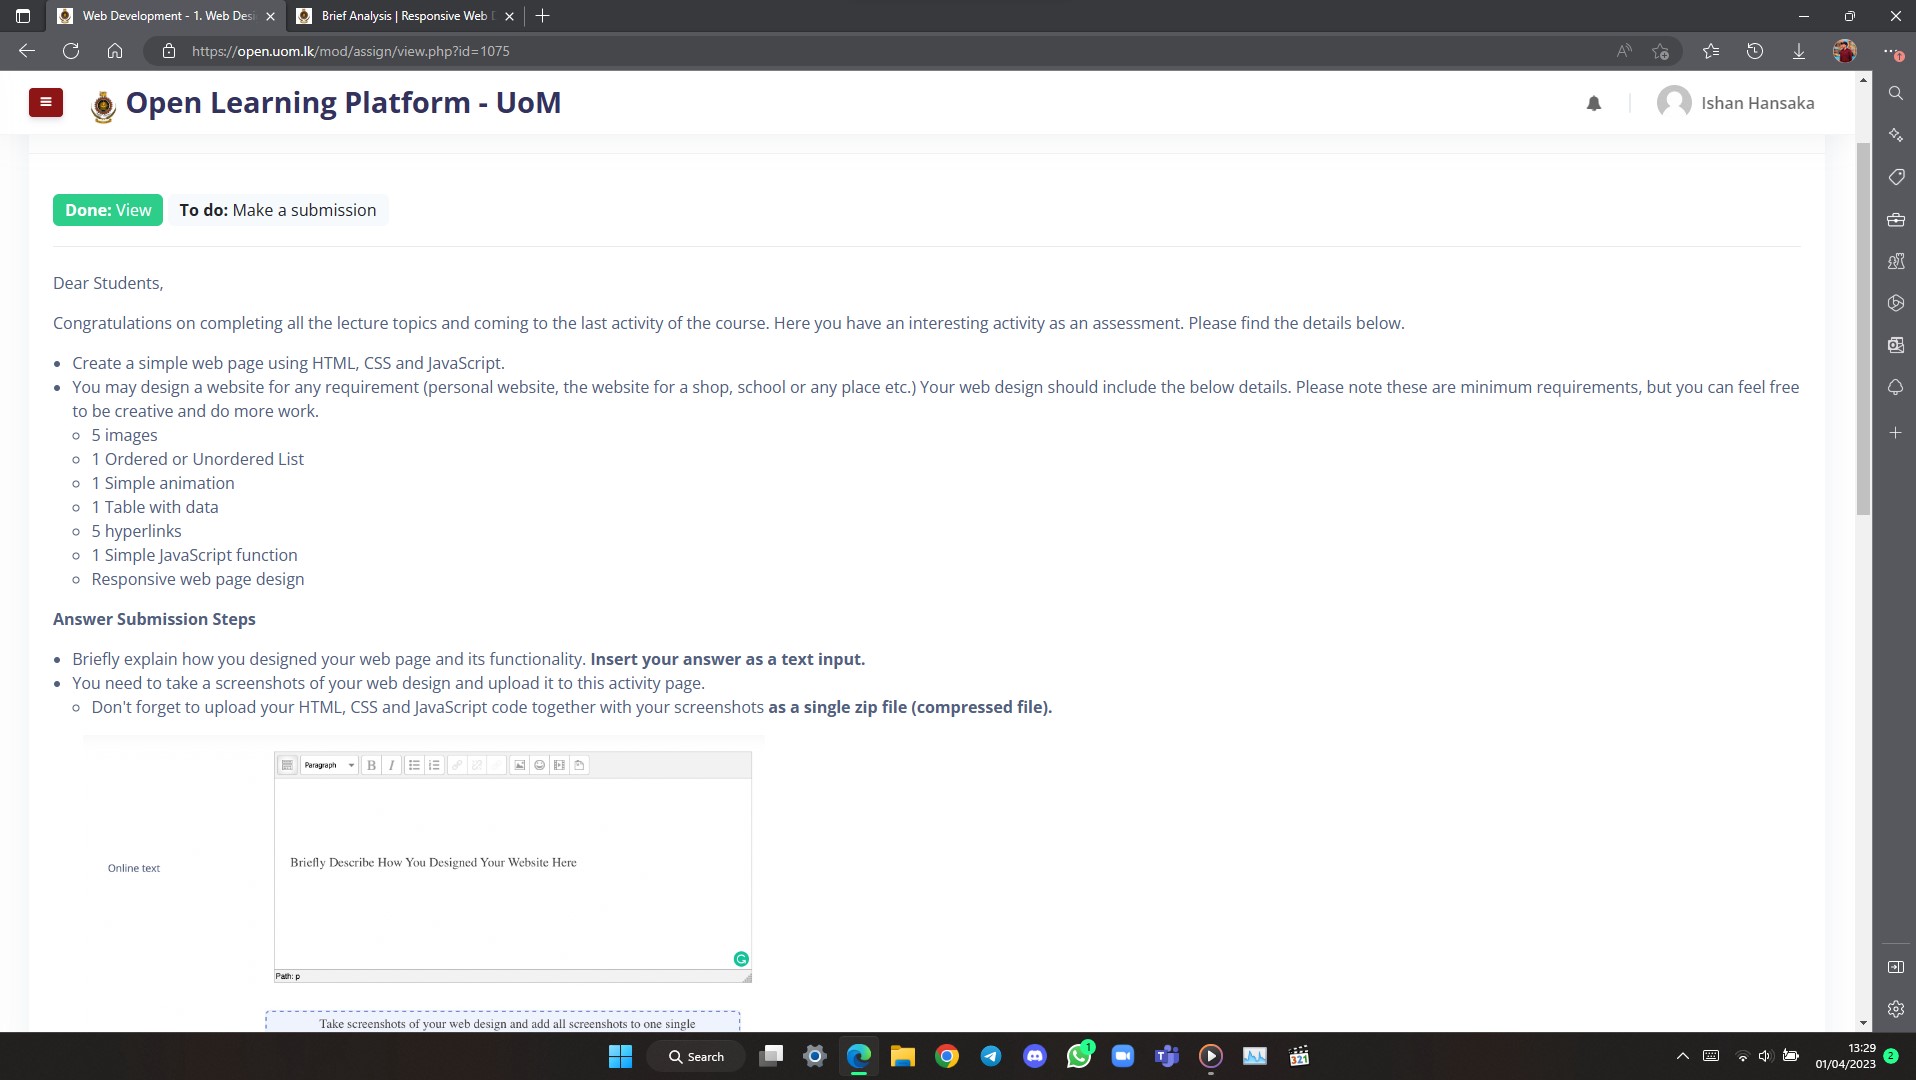 Web Development - 1. Web Desi
Brief Analysis | Responsive Web D
https://open.uom.lk/mod/assign/view.php?id=1075
Open Learning Platform - UoM
Ishan Hansaka
Done: View
To do: Make a submission
Dear Students,
Congratulations on completing all the lecture topics and coming to the last activity of the course. Here you have an interesting activity as an assessment. Please find the details below.
• Create a simple web page using HTML, CSS and JavaScript.
• You may design a website for any requirement (personal website, the website for a shop, school or any place etc.) Your web design should include the below details. Please note these are minimum requirements, but you can feel free
to be creative and do more work.
◦ 5 images
◦ 1 Ordered or Unordered List
◦ 1 Simple animation
◦ 1 Table with data
◦ 5 hyperlinks
◦ 1 Simple JavaScript function
◦ Responsive web page design
Answer Submission Steps
• Briefly explain how you designed your web page and its functionality. Insert your answer as a text input.
• You need to take a screenshots of your web design and upload it to this activity page.
◦ Don't forget to upload your HTML, CSS and JavaScript code together with your screenshots as a single zip file (compressed file).
Paragraph
B I
Online text
Briefly Describe How You Designed Your Website Here
Path: p
Take screenshots of your web design and add all screenshots to one single
Search
1
321
13:29
01/04/2023
2